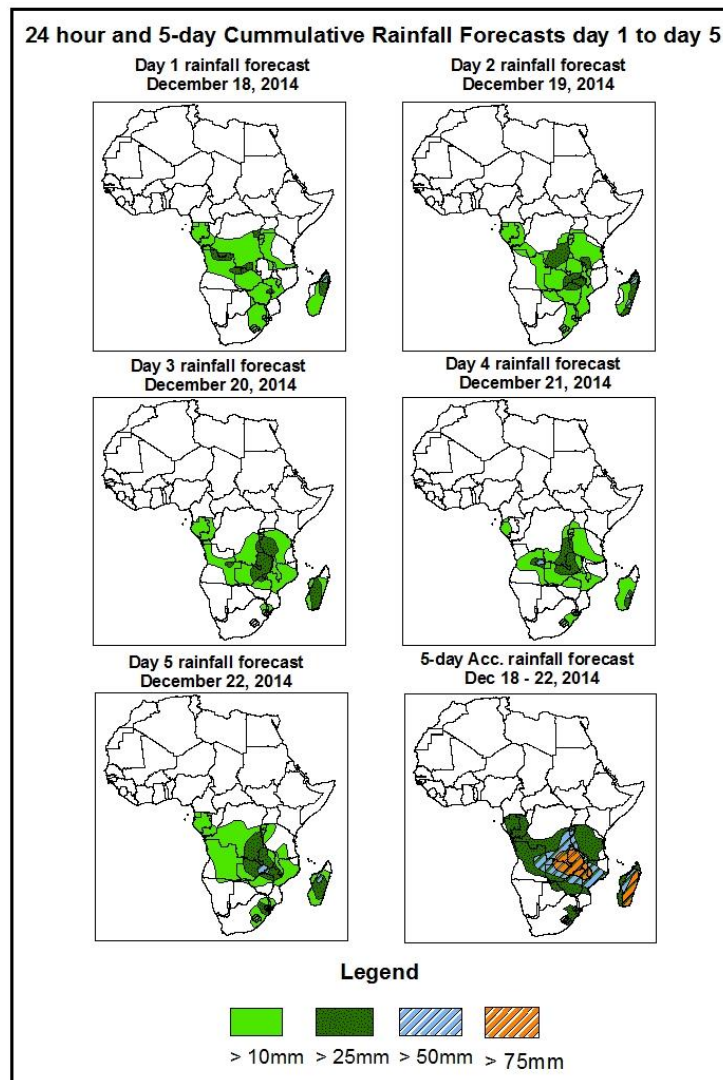 24 hour and 5-day Cummulative Rainfall Forecasts day 1 to day 5
Day 1 rainfall forecast
December 18, 2014
Day 2 rainfall forecast
December 19, 2014
Day 3 rainfall forecast
December 20, 2014
Day 4 rainfall forecast
December 21, 2014
Day 5 rainfall forecast
December 22, 2014
5-day Acc. rainfall forecast
Dec 18 - 22, 2014
Legend
> 10mm > 25mm > 50mm > 75mm